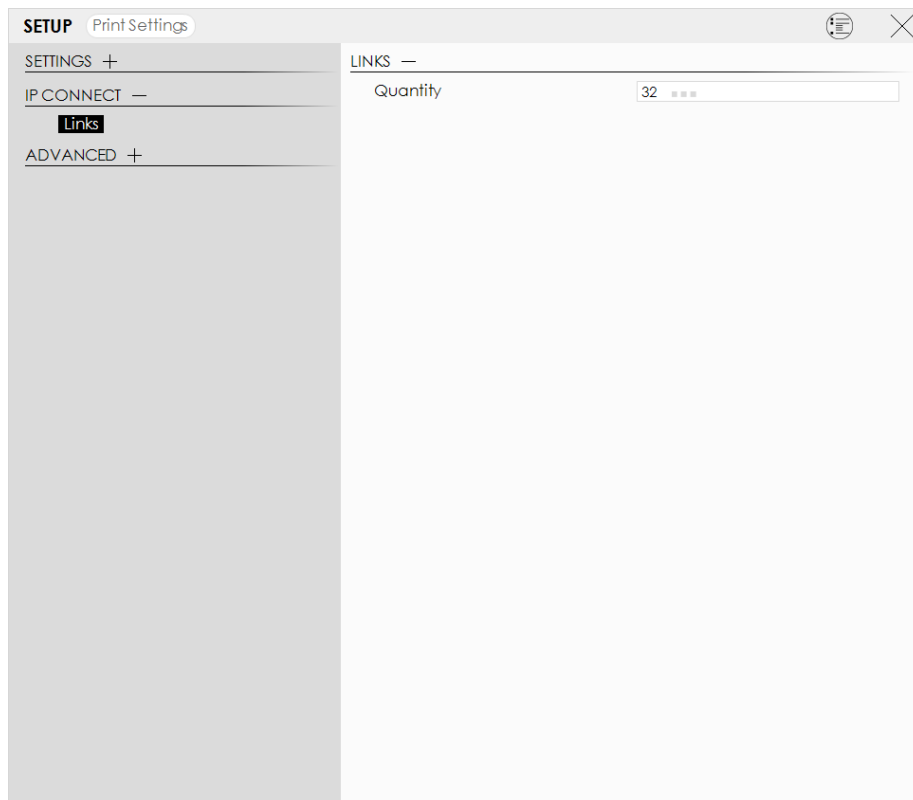 SETUP Print Settings
SETTINGS +
IP CONNECT —
Links
ADVANCED +
LINKS —
Quantity 32